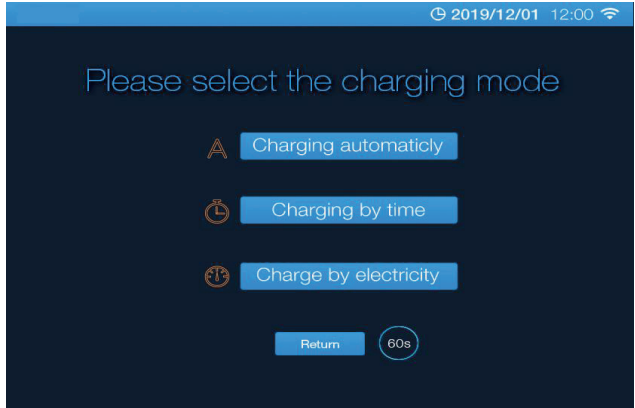 2019/12/01 12:00
Please select the charging mode
A Charging automaticly
Charging by time
Charge by electricity
Return 60s